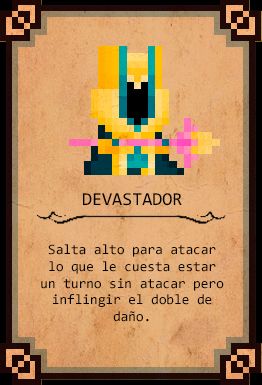 DEVASTADOR
Salta alto para atacar
lo que le cuesta estar
un turno sin atacar pero
inflingir el doble de
daño.